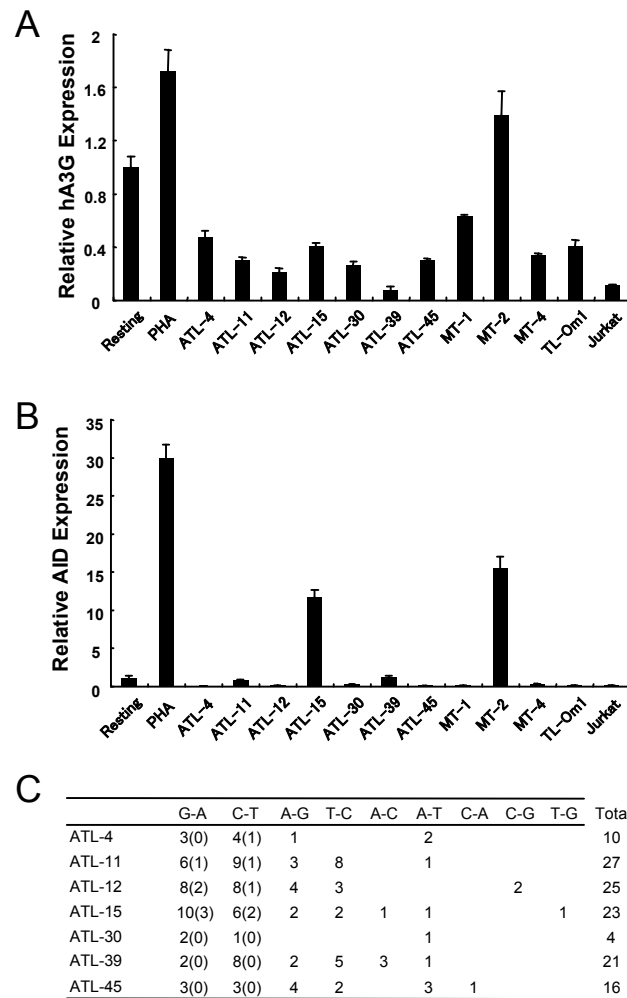 A
Relative hA3G Expression
2
1.6
1.2
0.8
0.4
0
Resting PHA ATL-4 ATL-11 ATL-12 ATL-15 ATL-30 ATL-39 ATL-45 MT-1 MT-2 MT-4 TL-Om1 Jurkat
B
Relative AID Expression
35
30
25
20
15
10
5
0
Resting PHA ATL-4 ATL-11 ATL-12 ATL-15 ATL-30 ATL-39 ATL-45 MT-1 MT-2 MT-4 TL-Om1 Jurkat
C
G-A C-T A-G T-C A-C A-T C-A C-G T-G Tota
ATL-4 3(0) 4(1) 1 2 10
ATL-11 6(1) 9(1) 3 8 1 27
ATL-12 8(2) 8(1) 4 3 2 25
ATL-15 10(3) 6(2) 2 2 1 1 1 23
ATL-30 2(0) 1(0) 1 4
ATL-39 2(0) 8(0) 2 5 3 1 21
ATL-45 3(0) 3(0) 4 2 3 1 16